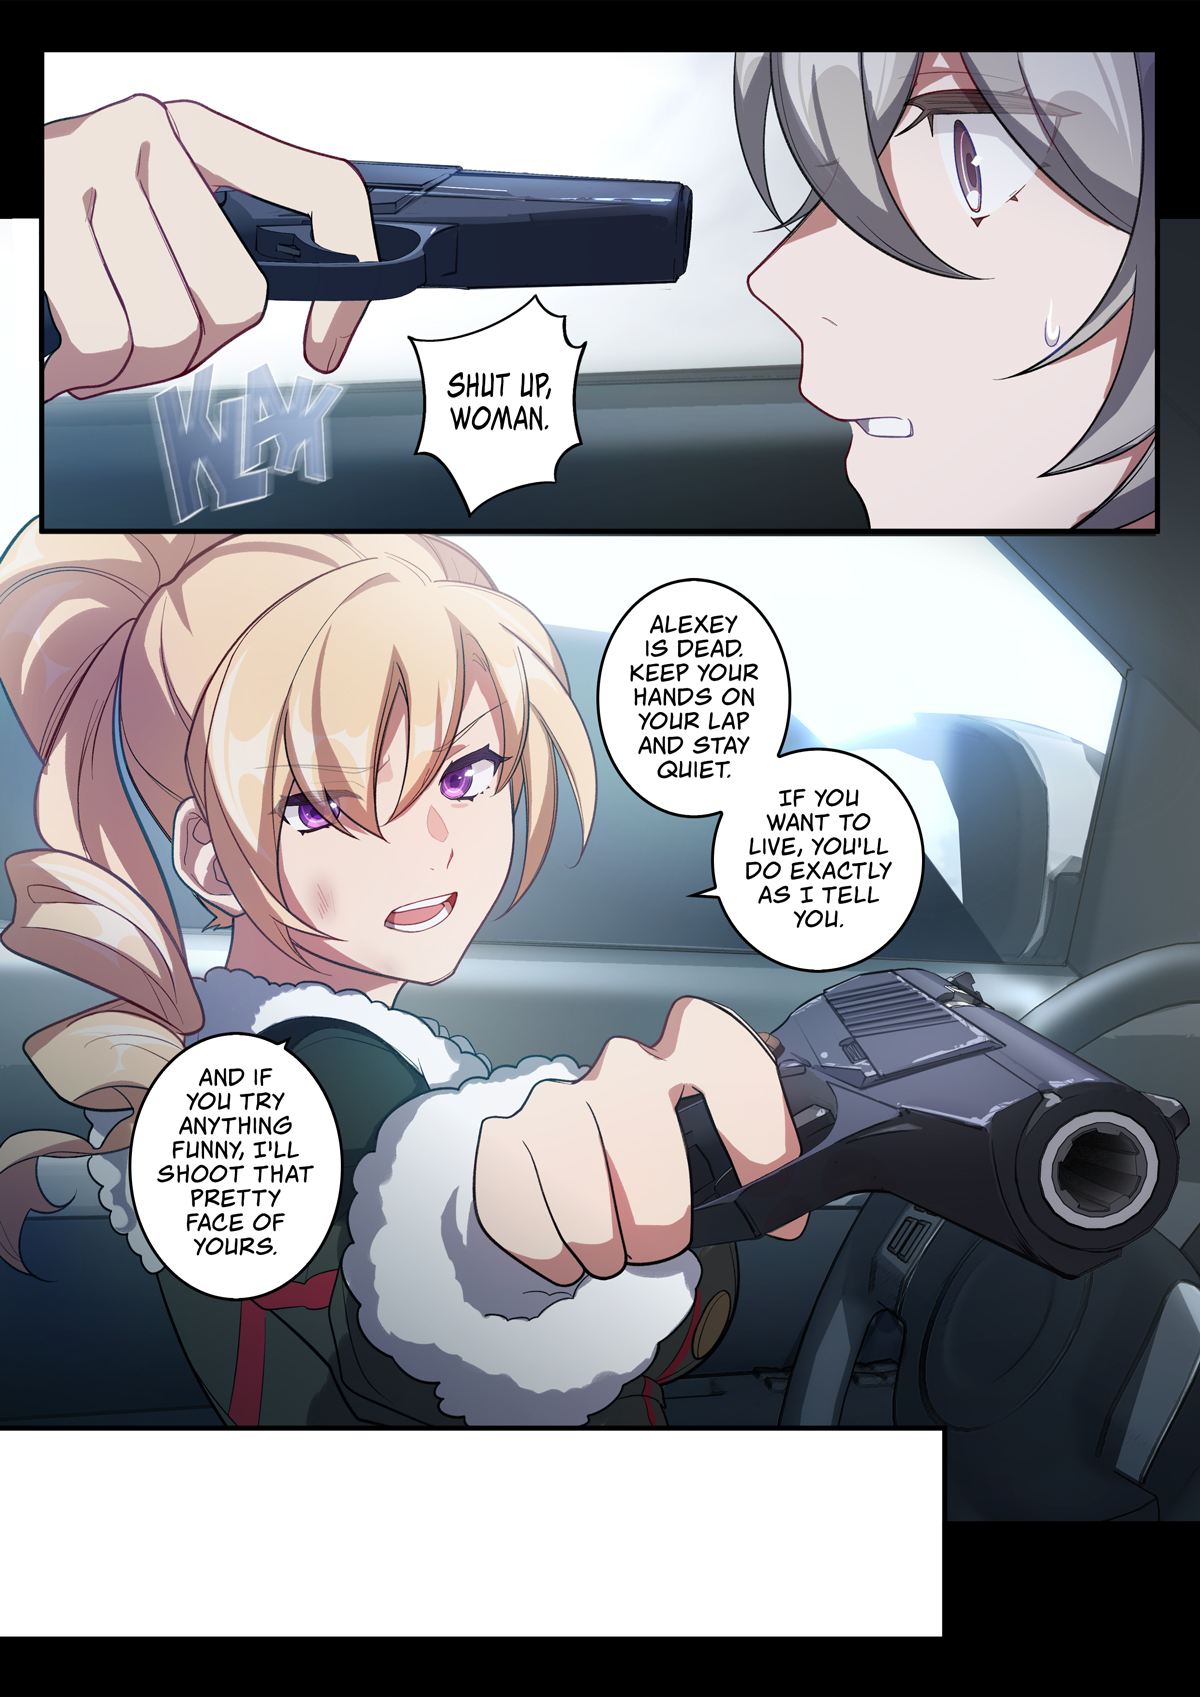 KLAK
SHUT UP,
WOMAN.
ALEXEY
IS DEAD.
KEEP YOUR
HANDS ON
YOUR LAP
AND STAY
QUIET.
IF YOU
WANT TO
LIVE, YOU'LL
DO EXACTLY
AS I TELL
YOU.
AND IF
YOU TRY
ANYTHING
FUNNY, I'LL
SHOOT THAT
PRETTY
FACE OF
YOURS.